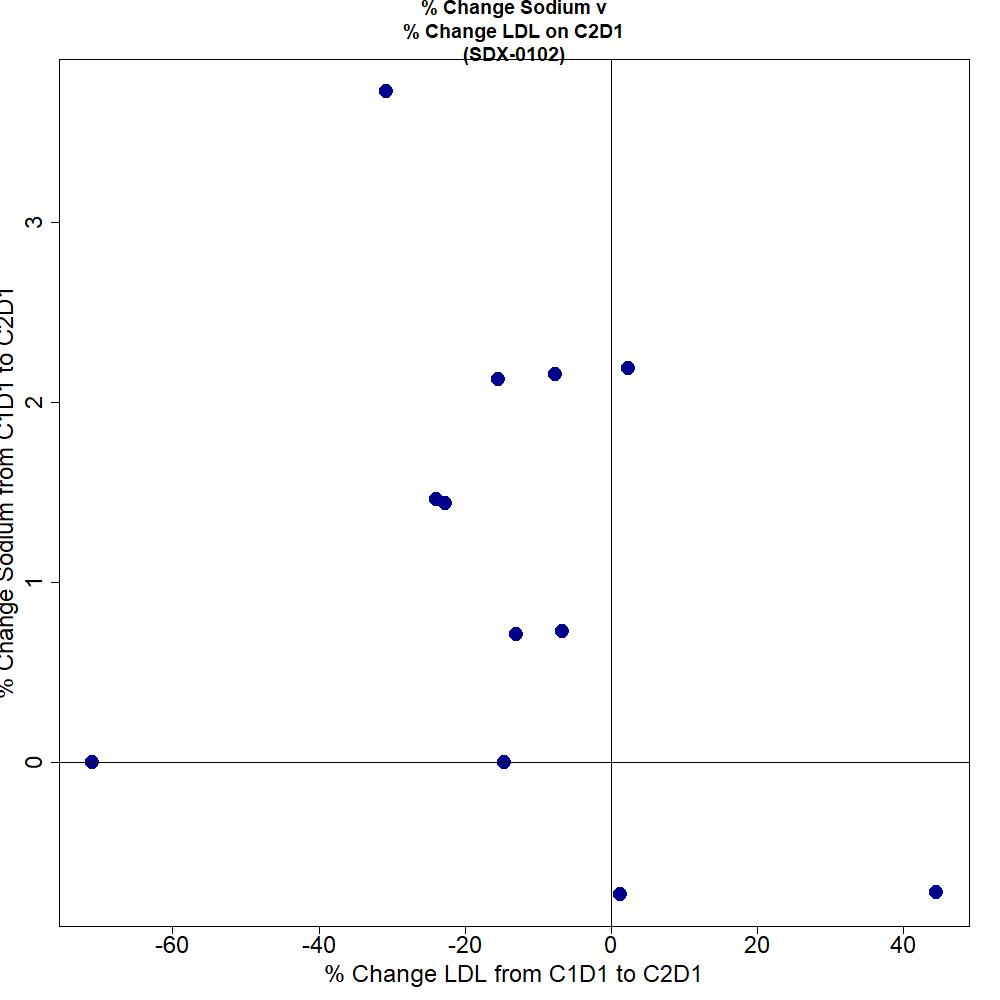 % Change Sodium v
% Change LDL on C2D1
(SDX-0102)
% Change Sodium from C1D1 to C2D1
3
2
1
0
-60
-40
-20
0
20
40
% Change LDL from C1D1 to C2D1